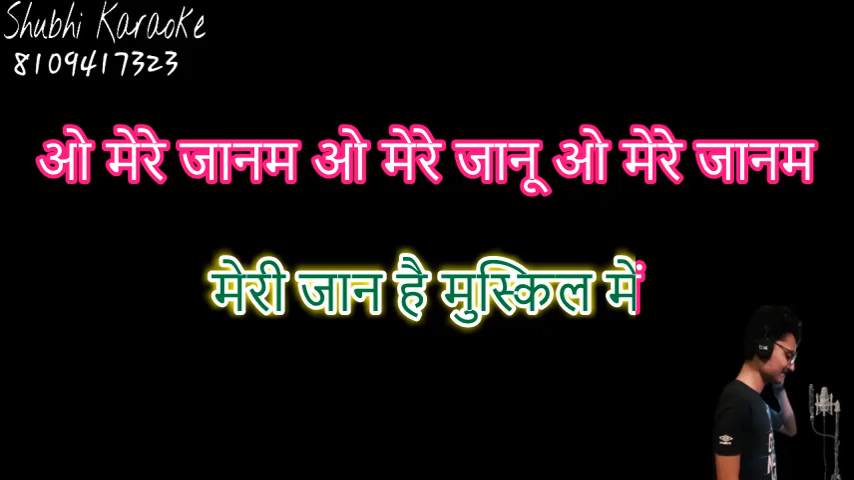 Shubhi Karaoke
8109417323
ओ मेरे जानम ओ मेरे जानू ओ मेरे जानम
मेरी जान है मुस्किल में